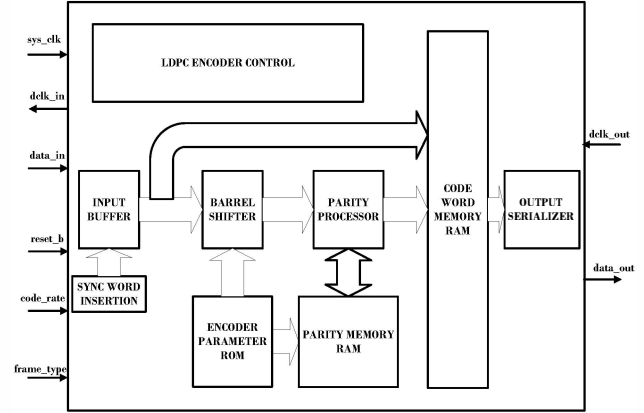 sys_clk
LDPC ENCODER CONTROL
dclk_in
dclk_out
data_in
INPUT
BUFFER
BARREL
SHIFTER
PARITY
PROCESSOR
CODE
WORD
MEMORY
RAM
OUTPUT
SERIALIZER
reset_b
data_out
SYNC WORD
INSERTION
code_rate
ENCODER
PARAMETER
ROM
PARITY MEMORY
RAM
frame_type